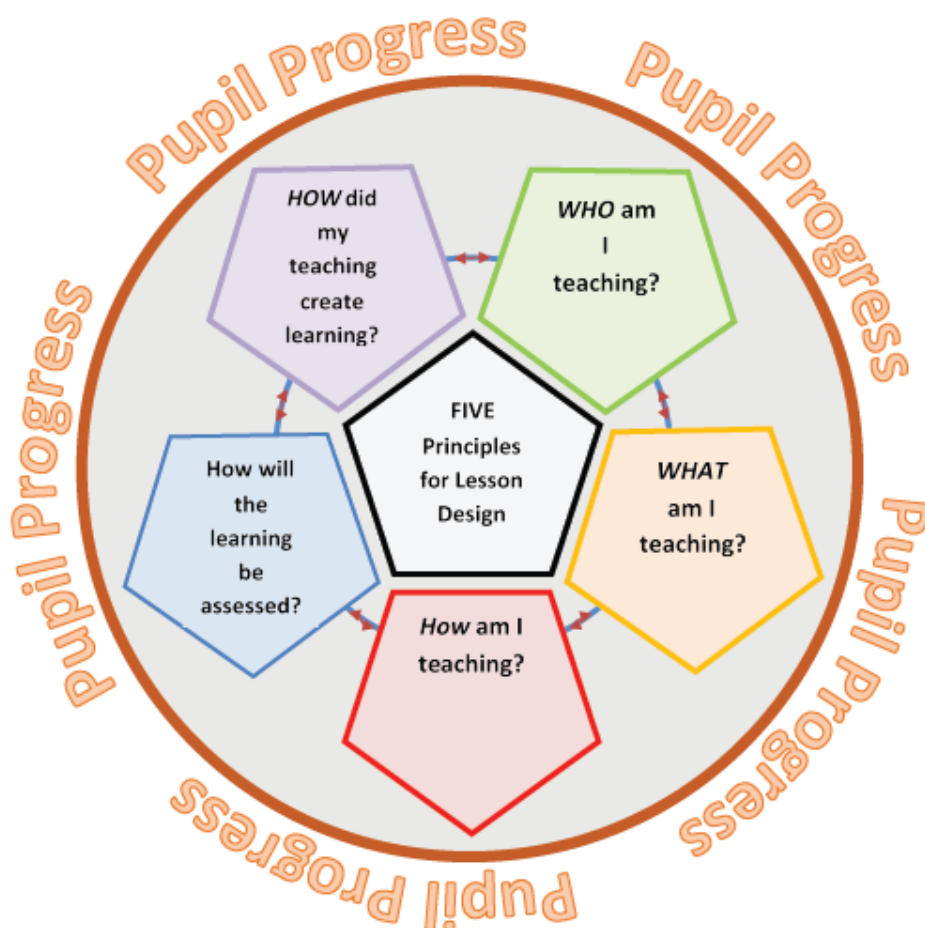 Pupil Progress
Pupil Progress
HOW did
my
teaching
create
learning?
WHO am
I
teaching?
FIVE
Principles
for Lesson
Design
How will
the
learning
be
assessed?
WHAT
am I
teaching?
How am I
teaching?
Pupil Progress
Pupil Progress
Pupil Progress